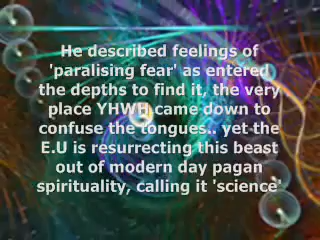 He described feelings of
'paralising fear' as entered
the depths to find it, the very
place YHWH came down to
confuse the tongues.. yet the
E.U is resurrecting this beast
out of modern day pagan
spirituality, calling it 'science'